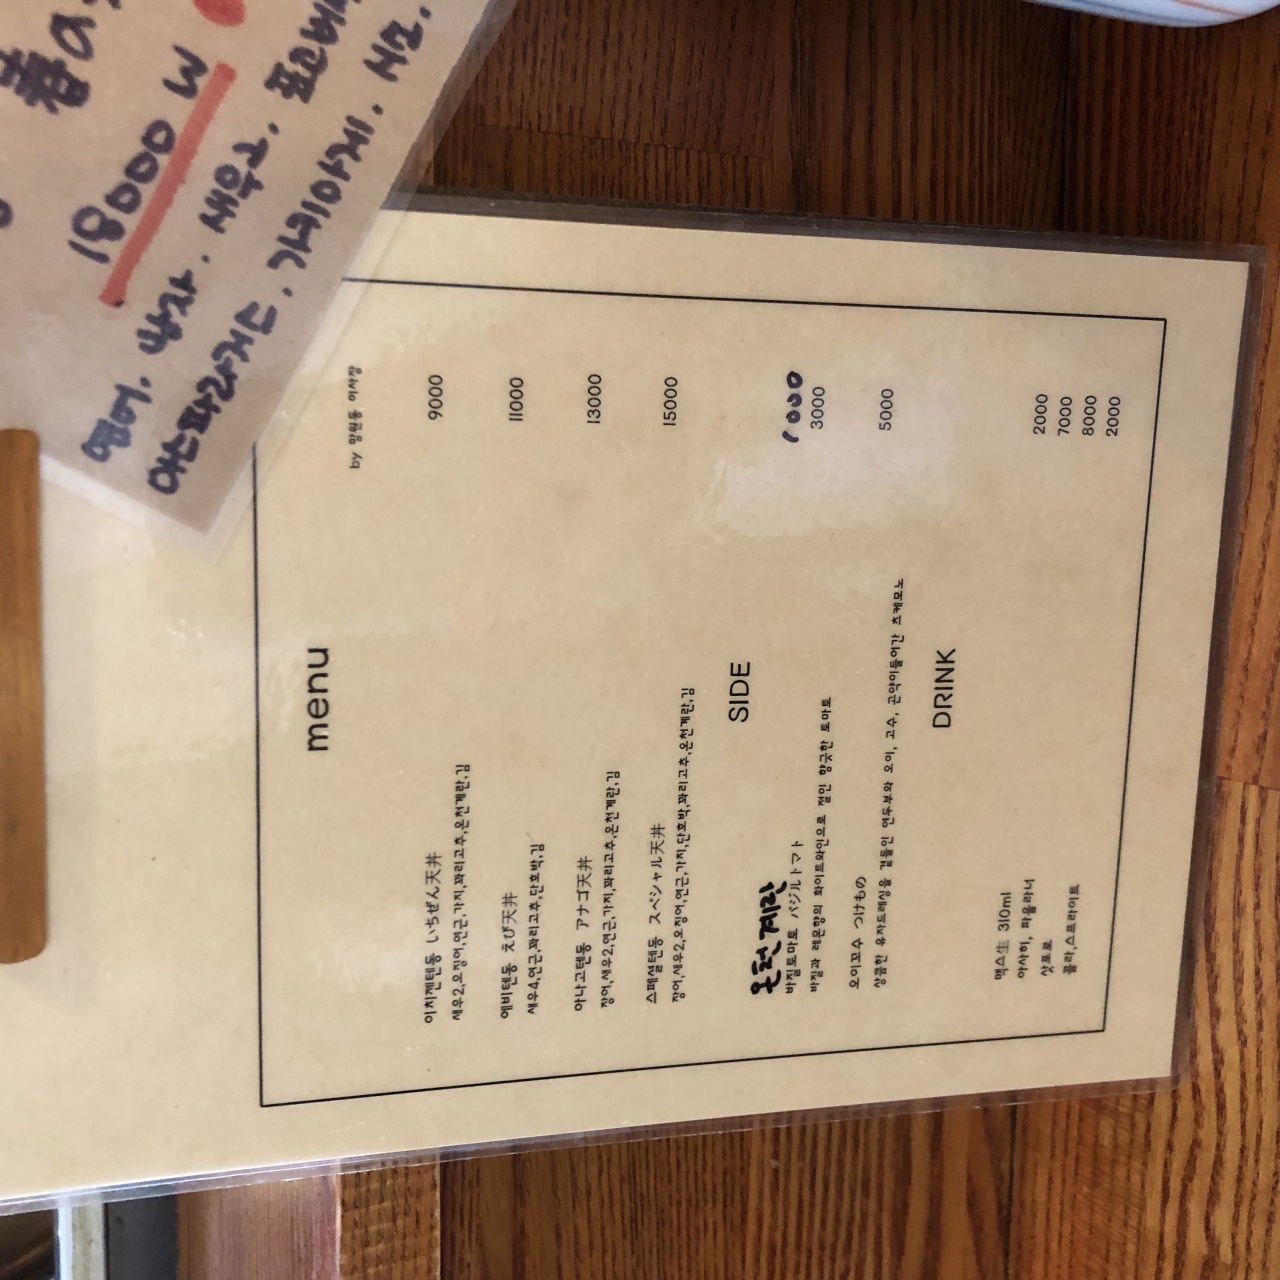 春
18000 W
연어. 감자. 새우2. 표고버
아스파라거스. 가리비. 시소.
menu
by 망원동 이사장
이치젠텐동 いちぜん天丼 9000
새우2,오징어,연근,가지,꽈리고추,온천계란,김
에비텐동 えび天丼 11000
새우4,연근,꽈리고추,단호박,김
아나고텐동 アナゴ天丼 13000
장어,새우2,연근,가지,꽈리고추,온천계란,김
스페셜텐동 スペシャル天丼 15000
장어,새우2,오징어,연근,가지,단호박,꽈리고추,온천계란,김
SIDE
온천계란 1000
바질토마토 バジルトマト 3000
바질과 레몬향의 화이트와인으로 절인 향긋한 토마토
오이꼬수 つけもの 5000
상큼한 유자드레싱을 곁들인 연두부와 오이, 고수, 곤약이들어간 츠케모노
DRINK
맥스生 310ml 2000
아사히, 파울라너 7000
삿포로 8000
콜라,스프라이트 2000